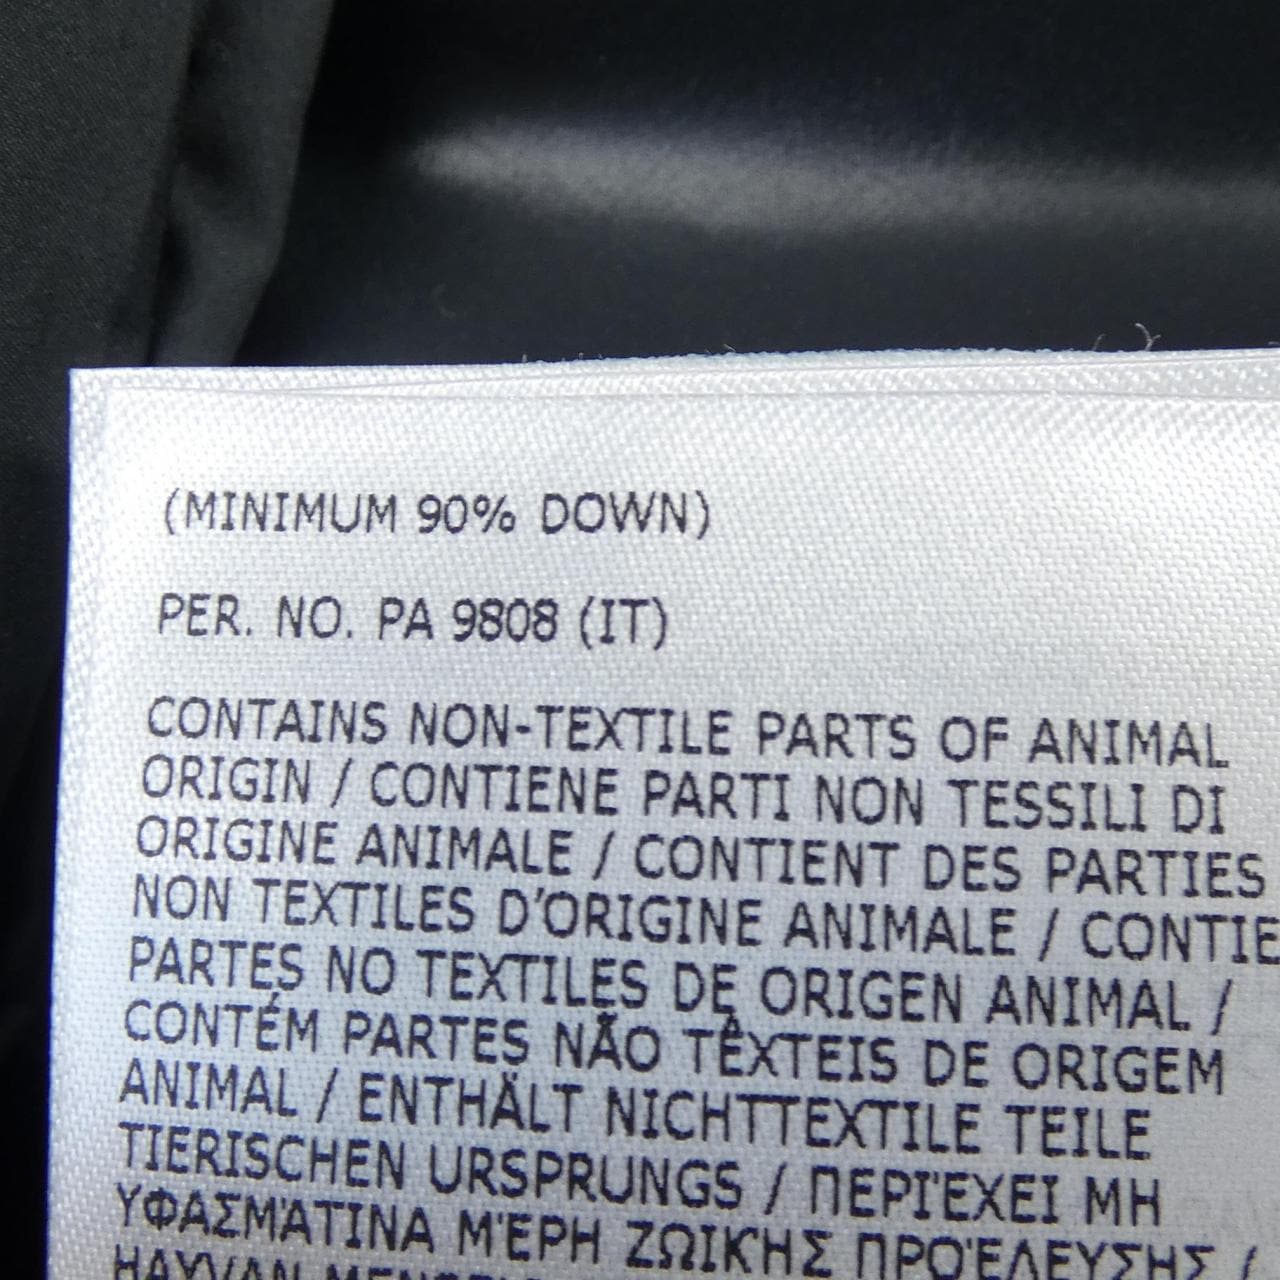 (MINIMUM 90% DOWN)
PER. NO. PA 9808 (IT)
CONTAINS NON-TEXTILE PARTS OF ANIMAL
ORIGIN / CONTIENE PARTI NON TESSILI DI
ORIGINE ANIMALE / CONTIENT DES PARTIES
NON TEXTILES D'ORIGINE ANIMALE / CONTIE
PARTES NO TEXTILES DE ORIGEN ANIMAL /
CONTÉM PARTES NÃO TÊXTEIS DE ORIGEM
ANIMAL / ENTHÄLT NICHTTEXTILE TEILE
TIERISCHEN URSPRUNGS / ΠΕΡΙΈΧΕΙ ΜΗ
ΥΦΑΣΜΆΤΙΝΑ ΜΈΡΗ ΖΩΙΚΉΣ ΠΡΟΈΛΕΥΣΗΣ /
HAYVAN